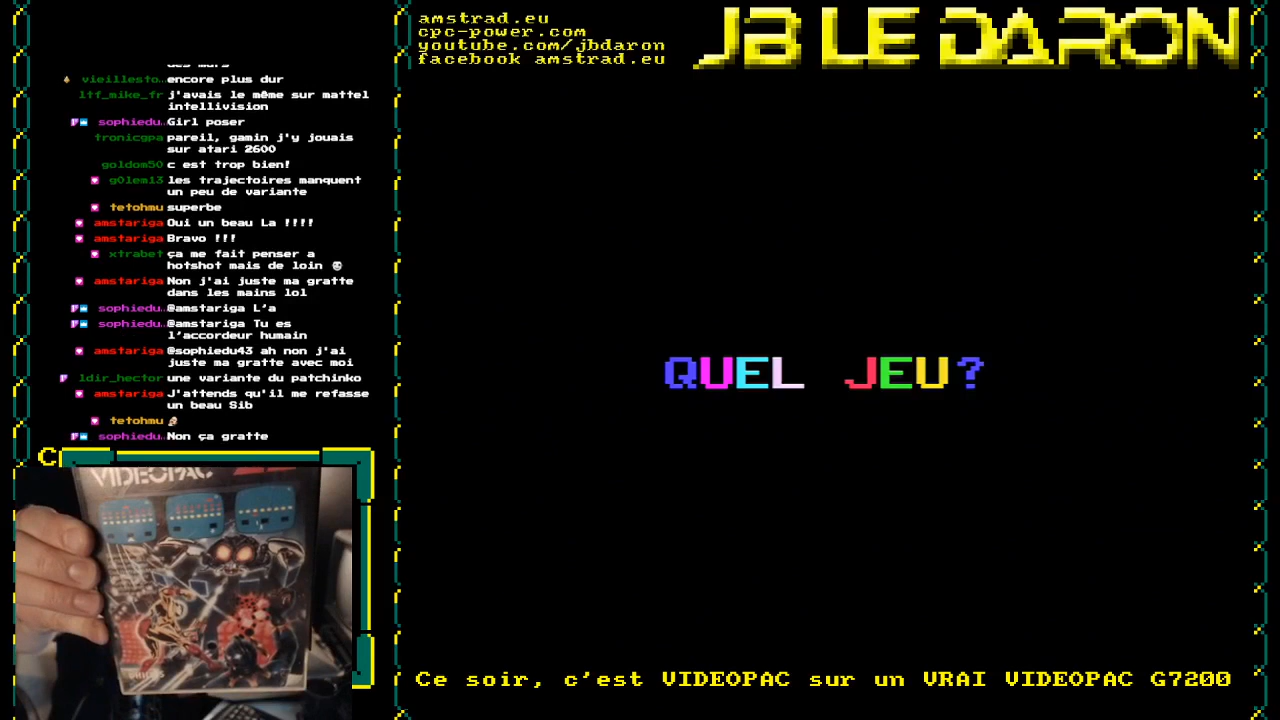 amstrad.eu
cpc-power.com
youtube.com/jbdaron
facebook amstrad.eu
JB LE DARON
des murs
vieillesto.. encore plus dur
ltf_mike_fr j'avais le même sur mattel
intellivision
sophiedu.. Girl poser
tronicgpa pareil, gamin j'y jouais
sur atari 2600
goldom50 c est trop bien!
g0lem13 les trajectoires manquent
un peu de variante
tetohmu superbe
amstariga Oui un beau La !!!!
amstariga Bravo !!!
xtrabet ça me fait penser a
hotshot mais de loin
amstariga Non j'ai juste ma gratte
dans les mains lol
sophiedu.. @amstariga L'a
sophiedu.. @amstariga Tu es
l'accordeur humain
amstariga @sophiedu43 ah non j'ai
juste ma gratte avec moi
ldir_hector une variante du patchinko
amstariga J'attends qu'il me refasse
un beau Sib
tetohmu
sophiedu.. Non ça gratte
QUEL JEU?
C
VIDEOPAC
PHILIPS
Ce soir, c'est VIDEOPAC sur un VRAI VIDEOPAC G7200